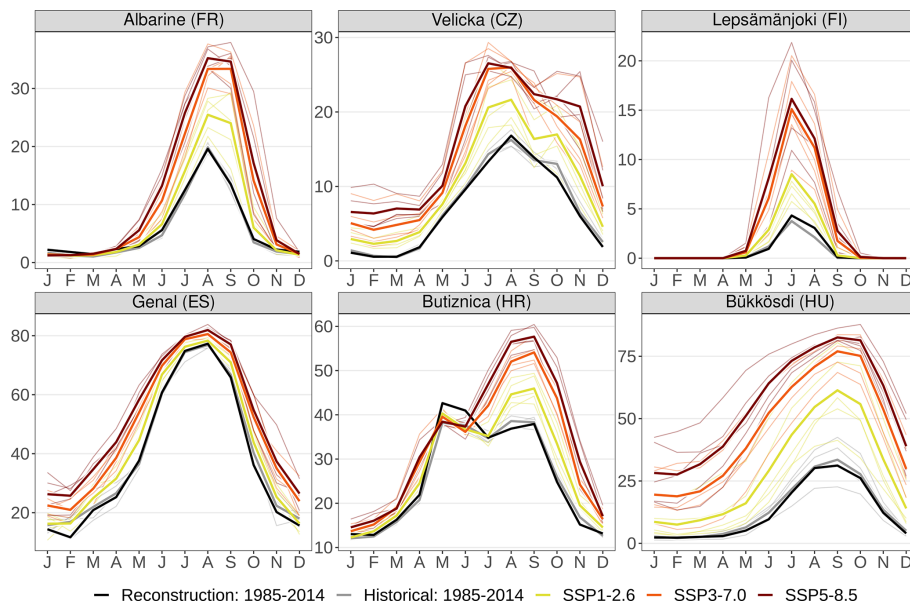 Albarine (FR) Velicka (CZ) Lepsämänjoki (FI)
30 20 10 0
30 20 10 0
20 15 10 5 0
J F M A M J J A S O N D J F M A M J J A S O N D J F M A M J J A S O N D
Genal (ES) Butiznica (HR) Bükkösdi (HU)
80 60 40 20
60 50 40 30 20 10
75 50 25 0
J F M A M J J A S O N D J F M A M J J A S O N D J F M A M J J A S O N D
Reconstruction: 1985-2014 Historical: 1985-2014 SSP1-2.6 SSP3-7.0 SSP5-8.5